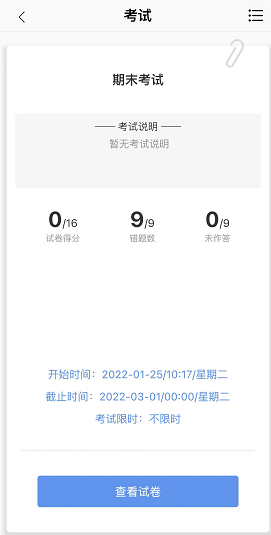 考试
期末考试
考试说明
暂无考试说明
0/16
9/9
0/9
试卷得分
错题数
未作答
开始时间：2022-01-25/10:17/星期二
截止时间：2022-03-01/00:00/星期二
考试限时：不限时
查看试卷